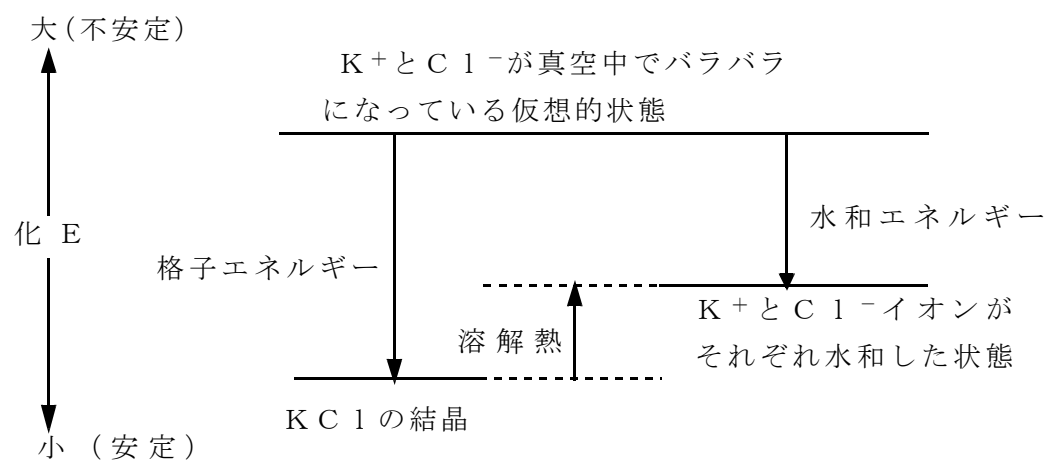 大(不安定)
K⁺とCl⁻が真空中でバラバラ
になっている仮想的状態
化 E
水和エネルギー
格子エネルギー
溶解熱
K⁺とCl⁻イオンが
それぞれ水和した状態
KClの結晶
小 (安定)